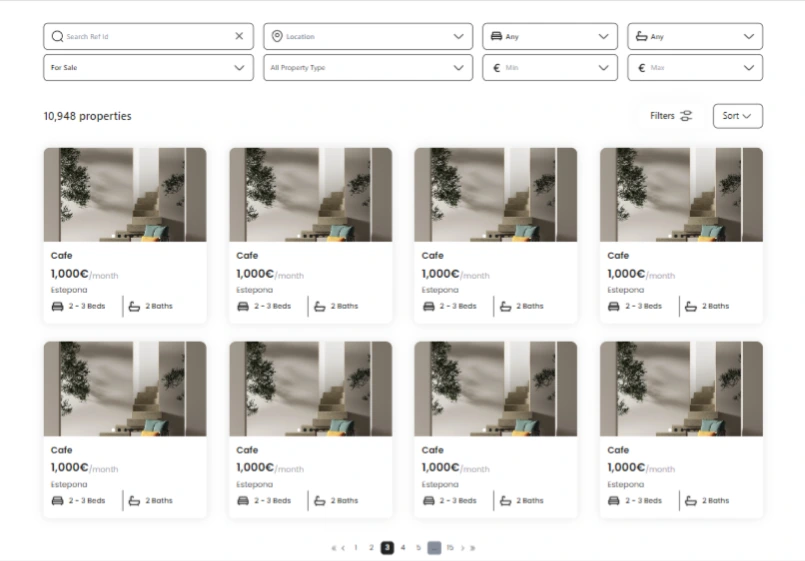 Search Ref id
Location
Any
Any
For Sale
All Property Type
€ Min
€ Max
10,948 properties
Filters
Sort
Cafe
1,000€/month
Estepona
2 - 3 Beds
2 Baths
Cafe
1,000€/month
Estepona
2 - 3 Beds
2 Baths
Cafe
1,000€/month
Estepona
2 - 3 Beds
2 Baths
Cafe
1,000€/month
Estepona
2 - 3 Beds
2 Baths
Cafe
1,000€/month
Estepona
2 - 3 Beds
2 Baths
Cafe
1,000€/month
Estepona
2 - 3 Beds
2 Baths
Cafe
1,000€/month
Estepona
2 - 3 Beds
2 Baths
Cafe
1,000€/month
Estepona
2 - 3 Beds
2 Baths
« ‹ 1 2 3 4 5 ... 15 › »